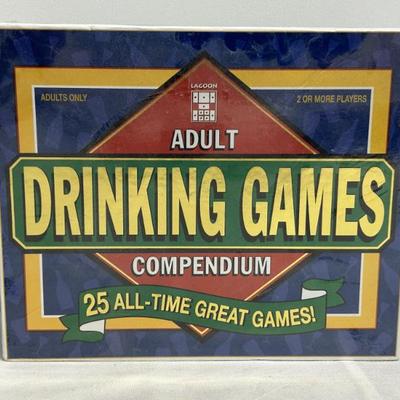 LAGOON
ADULTS ONLY
2 OR MORE PLAYERS
ADULT
DRINKING GAMES
COMPENDIUM
25 ALL-TIME GREAT GAMES!